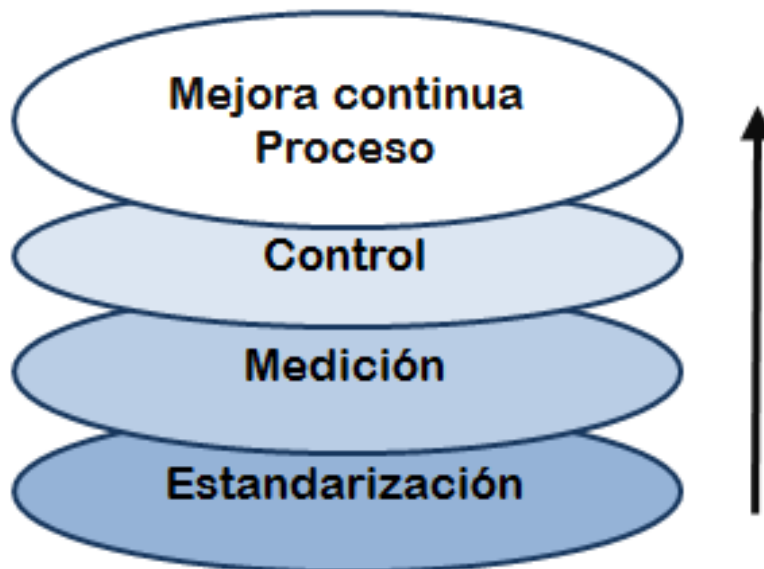 Mejora continua
Proceso
Control
Medición
Estandarización